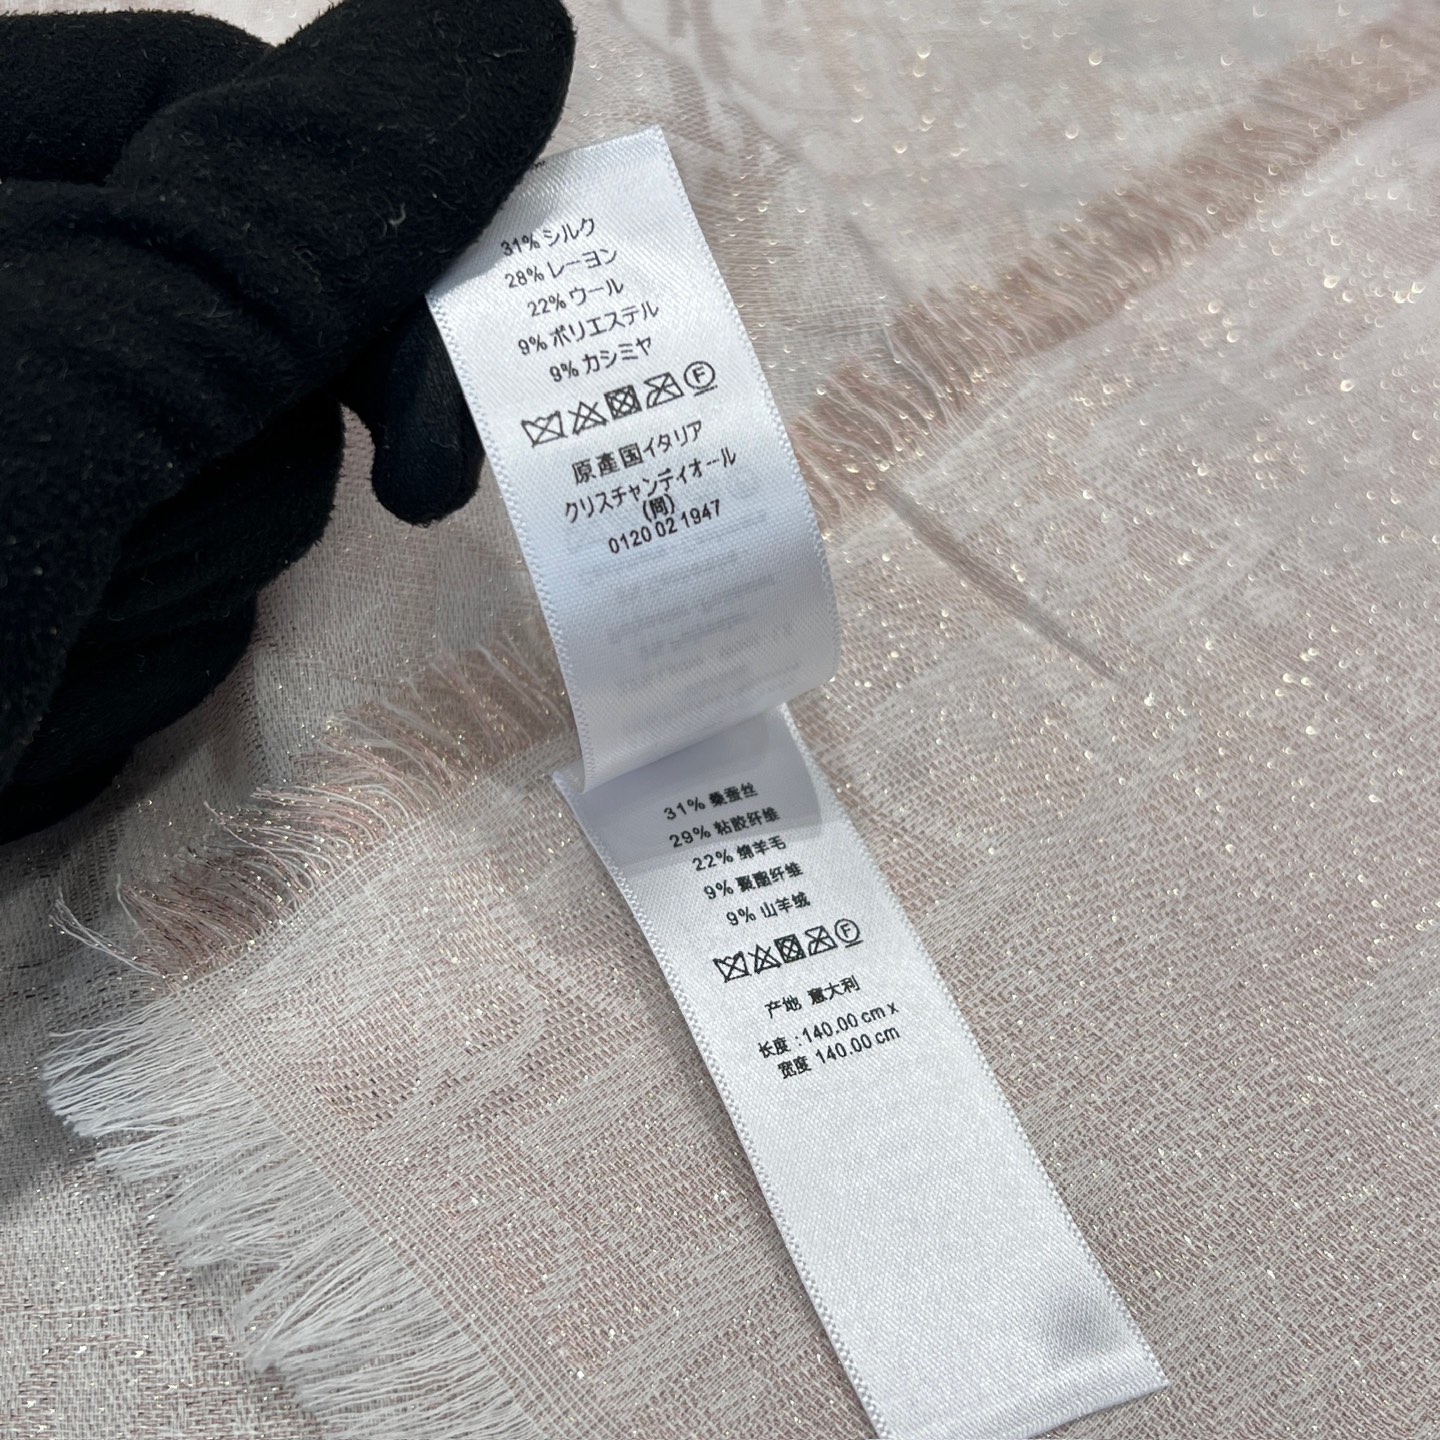 31% シルク
28% レーヨン
22% ウール
9% ポリエステル
9% カシミヤ
F
原産国イタリア
クリスチャンディオール
0120 02 1947
31% 桑蚕丝
29% 粘胶纤维
22% 绵羊毛
9% 聚酯纤维
9% 山羊绒
F
产地 意大利
长度 : 140.00 cm x
宽度 140.00 cm